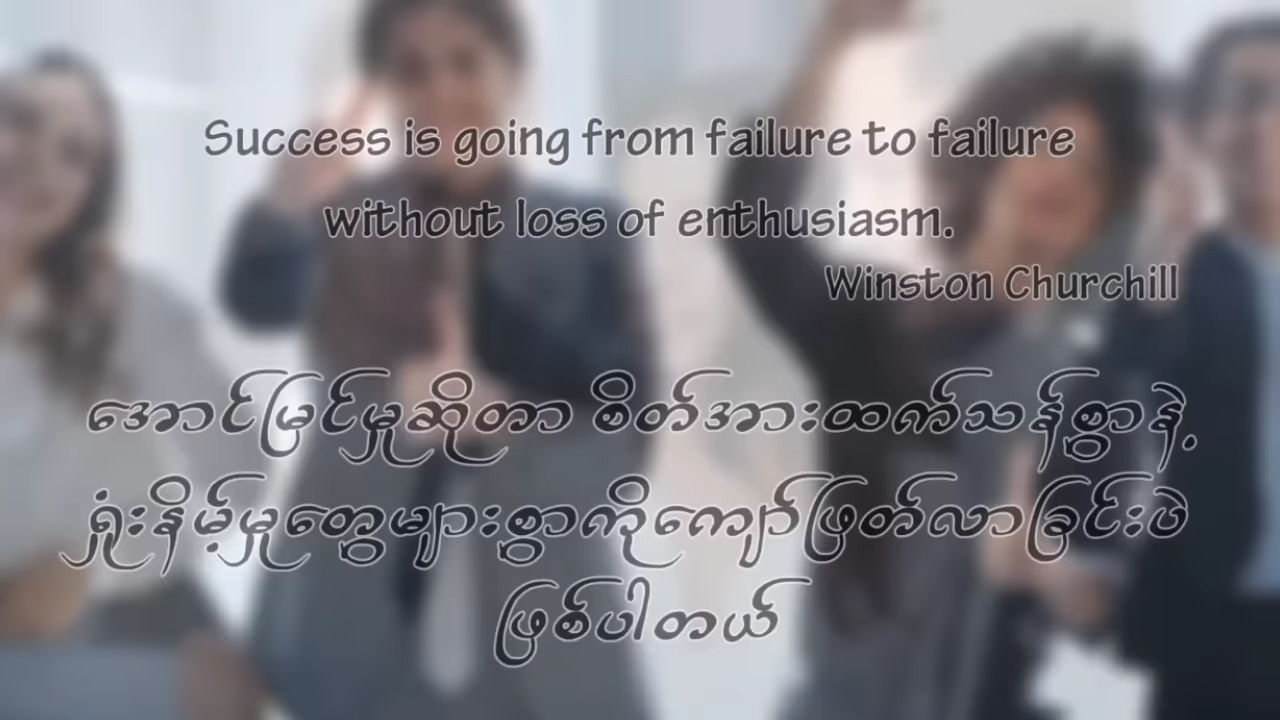 Success is going from failure to failure
without loss of enthusiasm.
Winston Churchill
အောင်မြင်မှုဆိုတာ စိတ်အားထက်သန်စွာနဲ့
ရှုံးနိမ့်မှုတွေများစွာကိုကျော်ဖြတ်လာခြင်းပဲ
ဖြစ်ပါတယ်